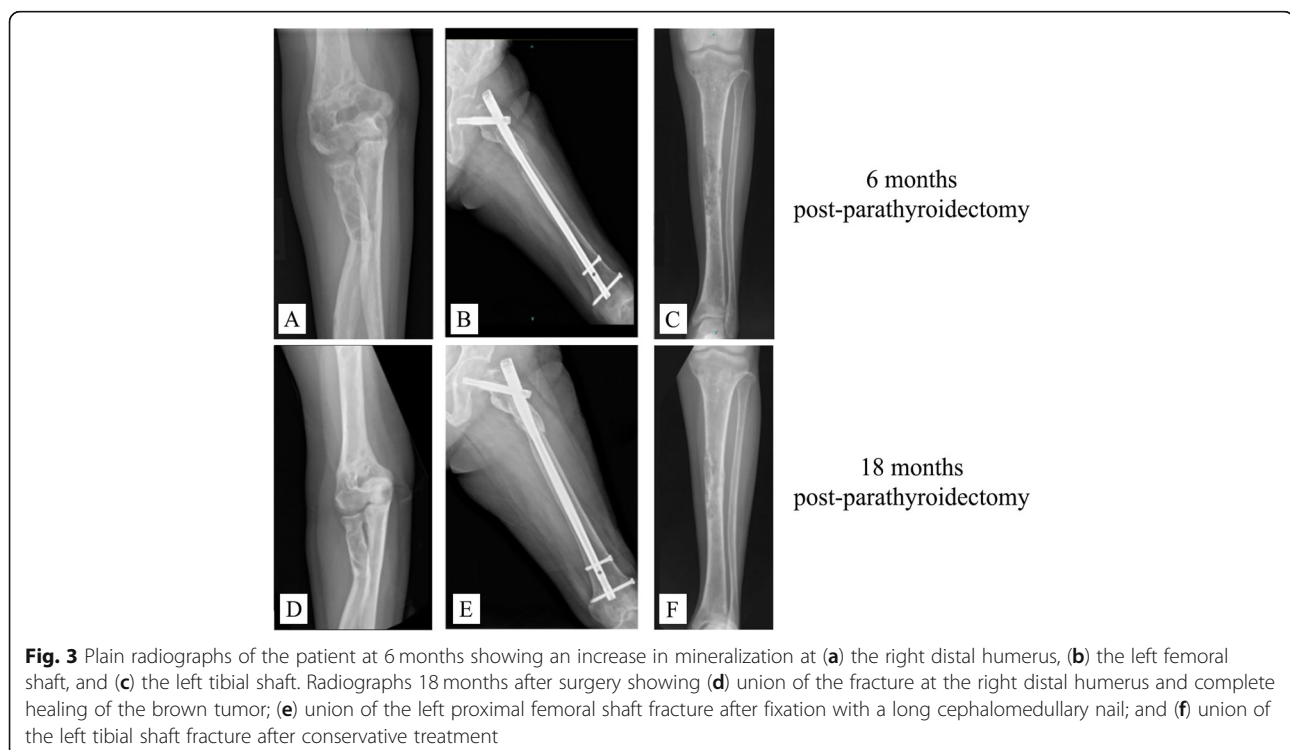 A
B
C
6 months
post-parathyroidectomy
D
E
F
18 months
post-parathyroidectomy
Fig. 3 Plain radiographs of the patient at 6 months showing an increase in mineralization at (a) the right distal humerus, (b) the left femoral
shaft, and (c) the left tibial shaft. Radiographs 18 months after surgery showing (d) union of the fracture at the right distal humerus and complete
healing of the brown tumor; (e) union of the left proximal femoral shaft fracture after fixation with a long cephalomedullary nail; and (f) union of
the left tibial shaft fracture after conservative treatment